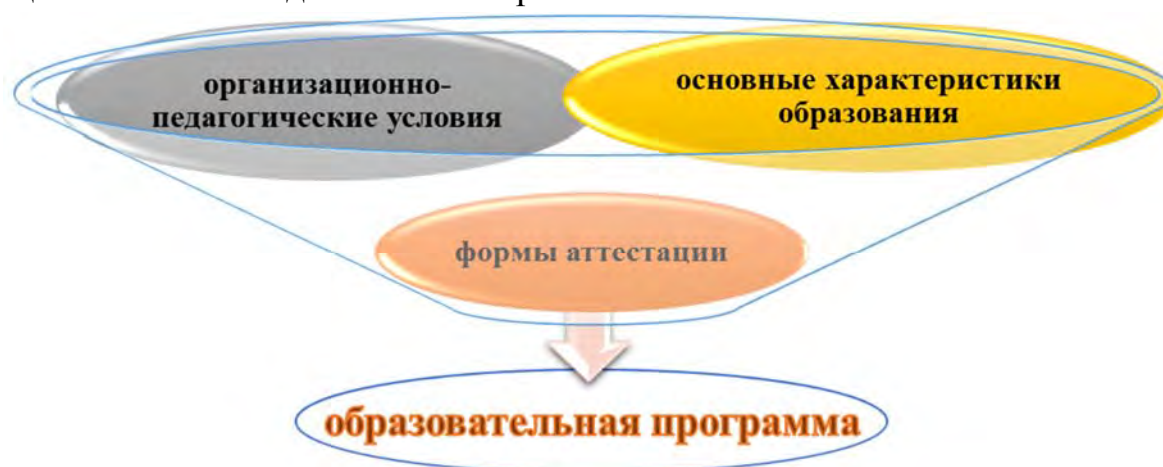 организационно-
педагогические условия
основные характеристики
образования
формы аттестации
образовательная программа